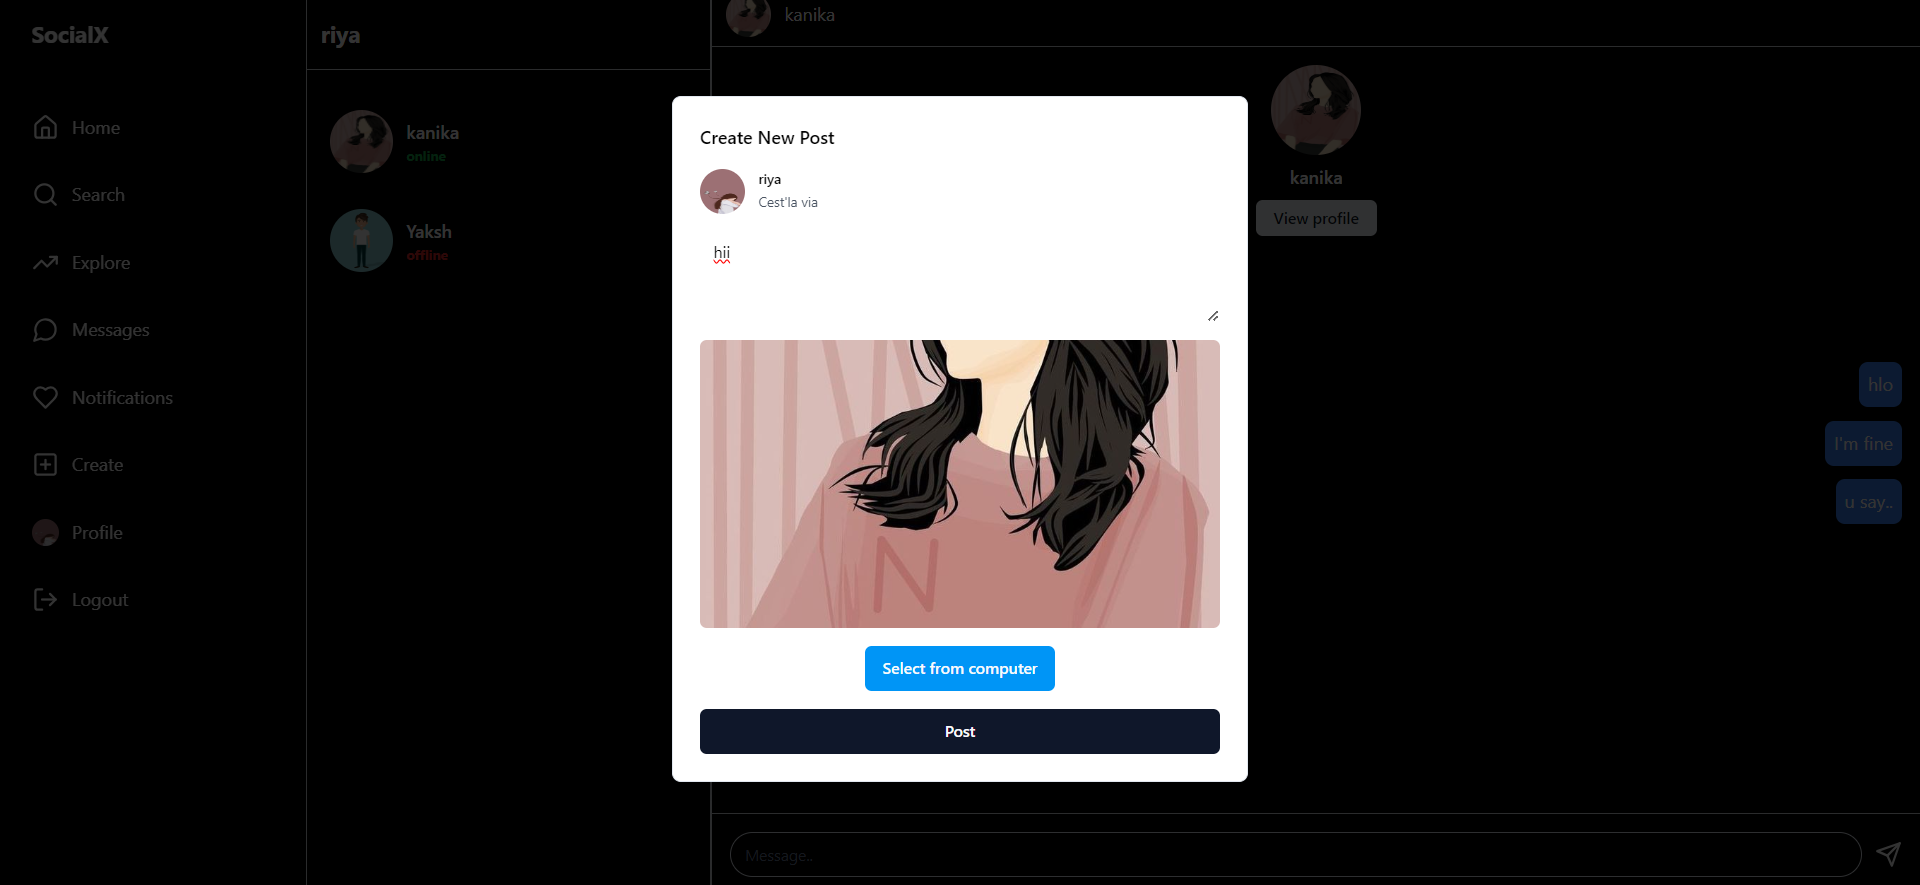 SocialX
Home
Search
Explore
Messages
Notifications
Create
Profile
Logout
riya
kanika
online
Yaksh
offline
kanika
kanika
View profile
hlo
I'm fine
u say..
Message..
Create New Post
riya
Cest'la via
hii
N
Select from computer
Post